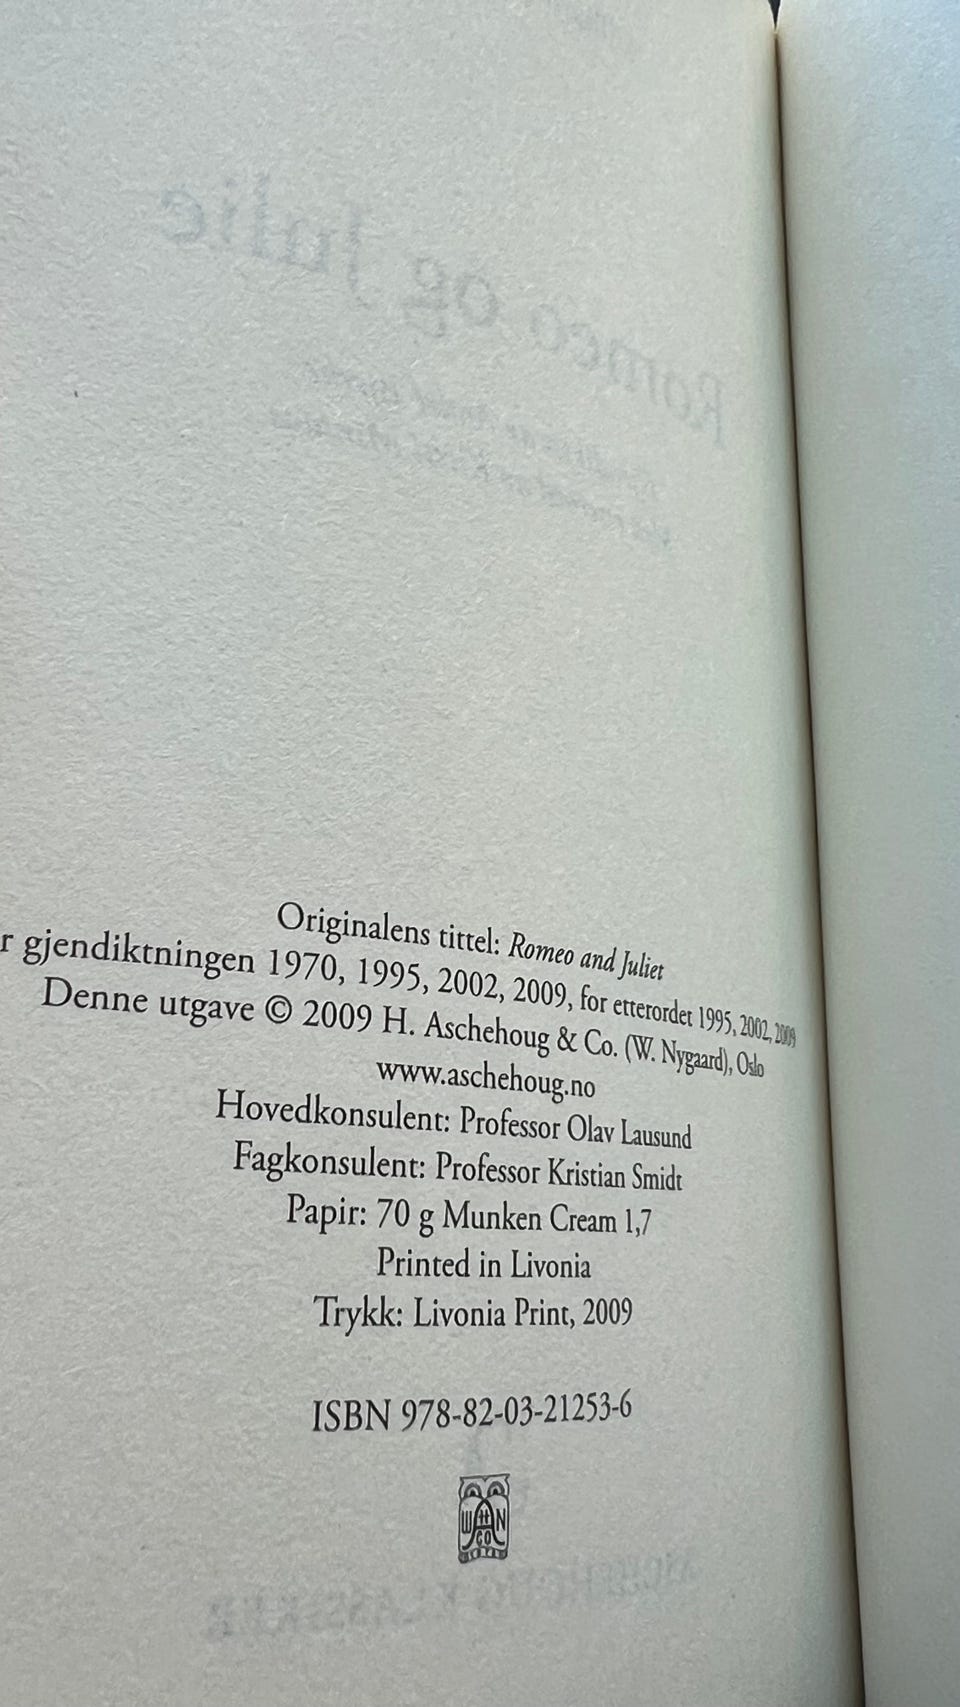 Originalens tittel: Romeo and Juliet
r gjendiktningen 1970, 1995, 2002, 2009, for etterordet 1995, 2002, 2009
Denne utgave © 2009 H. Aschehoug & Co. (W. Nygaard), Oslo
www.aschehoug.no
Hovedkonsulent: Professor Olav Lausund
Fagkonsulent: Professor Kristian Smidt
Papir: 70 g Munken Cream 1,7
Printed in Livonia
Trykk: Livonia Print, 2009
ISBN 978-82-03-21253-6